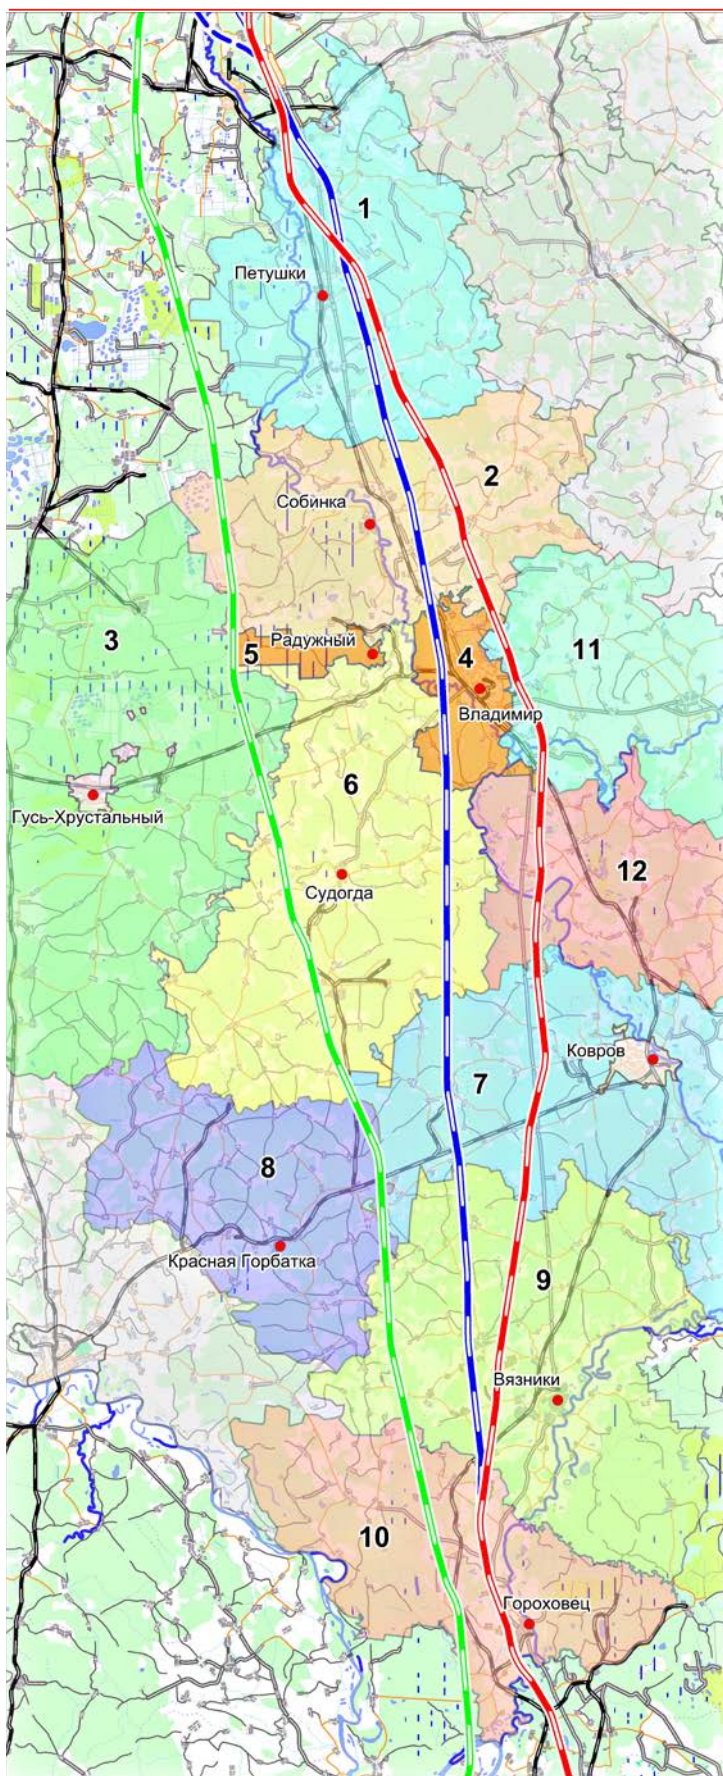 1
Петушки
2
Собинка
3
5
Радужный
4
11
Владимир
6
Гусь-Хрустальный
Судогда
12
Ковров
7
8
Красная Горбатка
9
Вязники
10
Гороховец